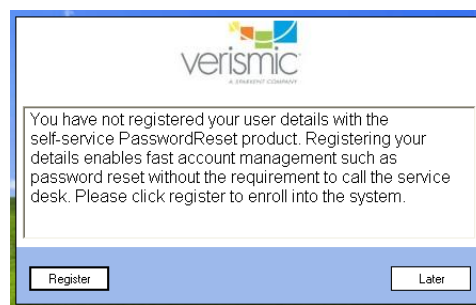 verismic
You have not registered your user details with the
self-service PasswordReset product. Registering your
details enables fast account management such as
password reset without the requirement to call the service
desk. Please click register to enroll into the system.
Register
Later